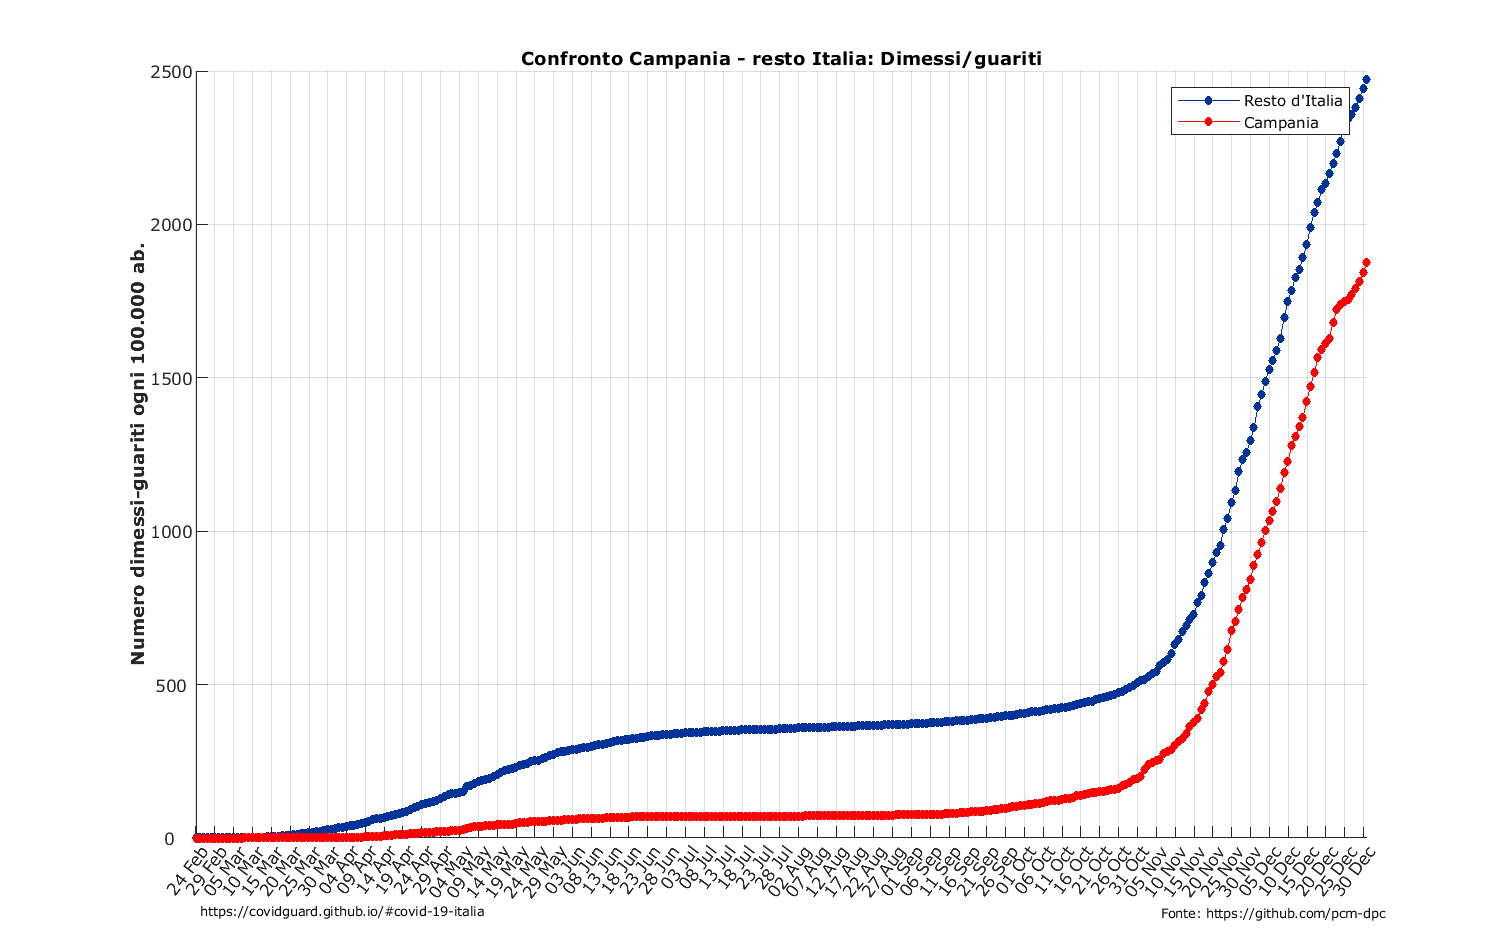 Confronto Campania - resto Italia: Dimessi/guariti
Resto d'Italia
Campania
Numero dimessi-guariti ogni 100.000 ab.
2500
2000
1500
1000
500
0
24 Feb
29 Feb
05 Mar
10 Mar
15 Mar
20 Mar
25 Mar
30 Mar
04 Apr
09 Apr
14 Apr
19 Apr
24 Apr
29 Apr
04 May
09 May
14 May
19 May
24 May
29 May
03 Jun
08 Jun
13 Jun
18 Jun
23 Jun
28 Jun
03 Jul
08 Jul
13 Jul
18 Jul
23 Jul
28 Jul
02 Aug
07 Aug
12 Aug
17 Aug
22 Aug
27 Aug
01 Sep
06 Sep
11 Sep
16 Sep
21 Sep
26 Sep
01 Oct
06 Oct
11 Oct
16 Oct
21 Oct
26 Oct
31 Oct
05 Nov
10 Nov
15 Nov
20 Nov
25 Nov
30 Nov
05 Dec
10 Dec
15 Dec
20 Dec
25 Dec
30 Dec
https://covidguard.github.io/#covid-19-italia
Fonte: https://github.com/pcm-dpc